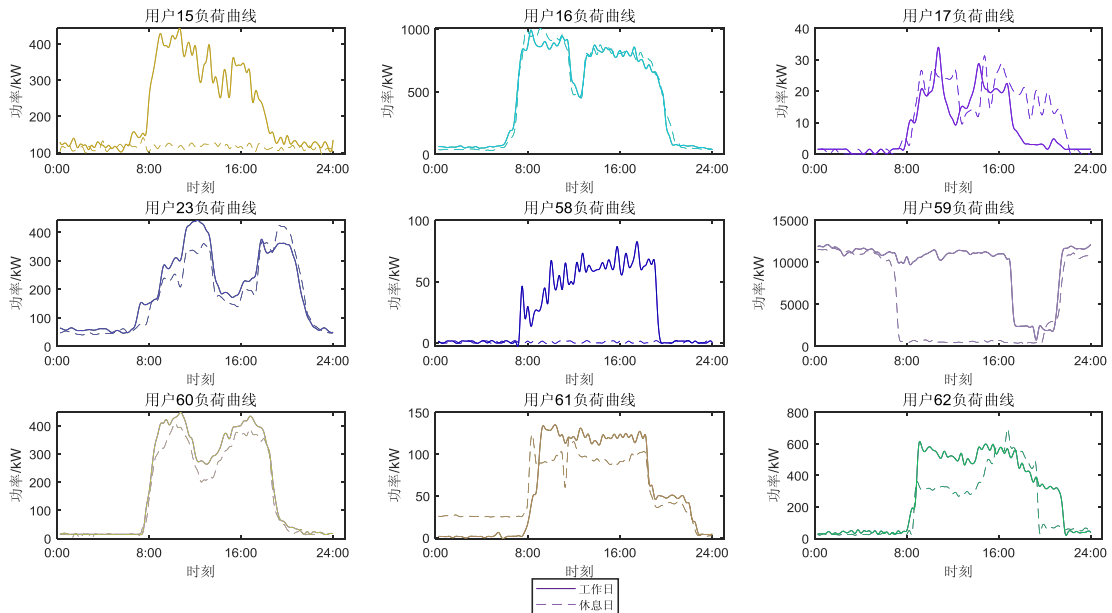 用户15负荷曲线 用户16负荷曲线 用户17负荷曲线
功率/kW 功率/kW 功率/kW
400 1000 40
300 30
500 20
200 10
100 0 0
0:00 8:00 16:00 24:00 0:00 8:00 16:00 24:00 0:00 8:00 16:00 24:00
时刻 时刻 时刻
用户23负荷曲线 用户58负荷曲线 用户59负荷曲线
功率/kW 功率/kW 功率/kW
400 100 15000
300 10000
200 50
100 5000
0 0 0
0:00 8:00 16:00 24:00 0:00 8:00 16:00 24:00 0:00 8:00 16:00 24:00
时刻 时刻 时刻
用户60负荷曲线 用户61负荷曲线 用户62负荷曲线
功率/kW 功率/kW 功率/kW
400 150 800
300 100 600
200 400
100 50 200
0 0 0
0:00 8:00 16:00 24:00 0:00 8:00 16:00 24:00 0:00 8:00 16:00 24:00
时刻 时刻 时刻
工作日
休息日